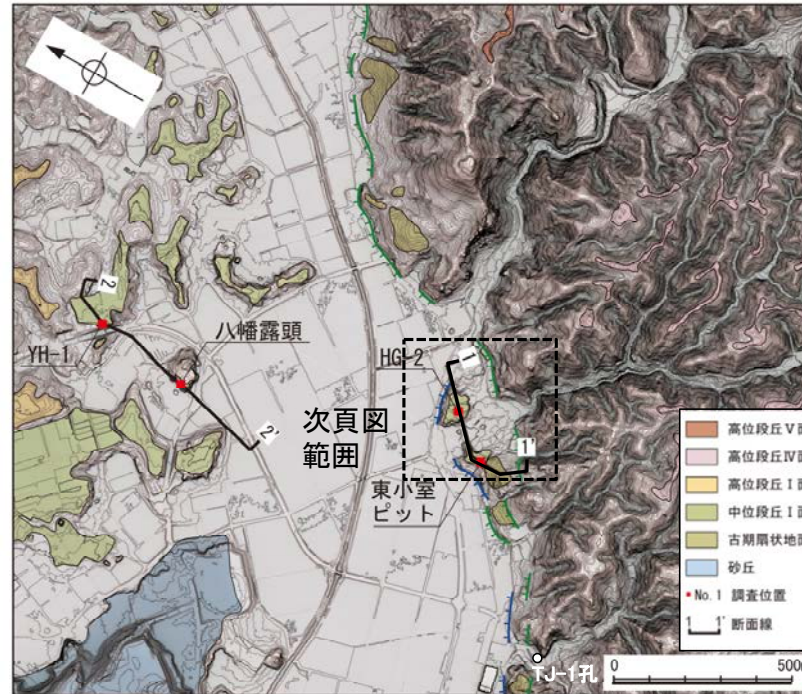 2
YH-1
八幡露頭
2'
次頁図
範囲
HG-2
1
1'
東小室
ピット
高位段丘Ⅴ面
高位段丘Ⅳ面
高位段丘Ⅰ面
中位段丘Ⅰ面
古期扇状地面
砂丘
No.1 調査位置
1 1' 断面線
TJ-1孔
0 500m